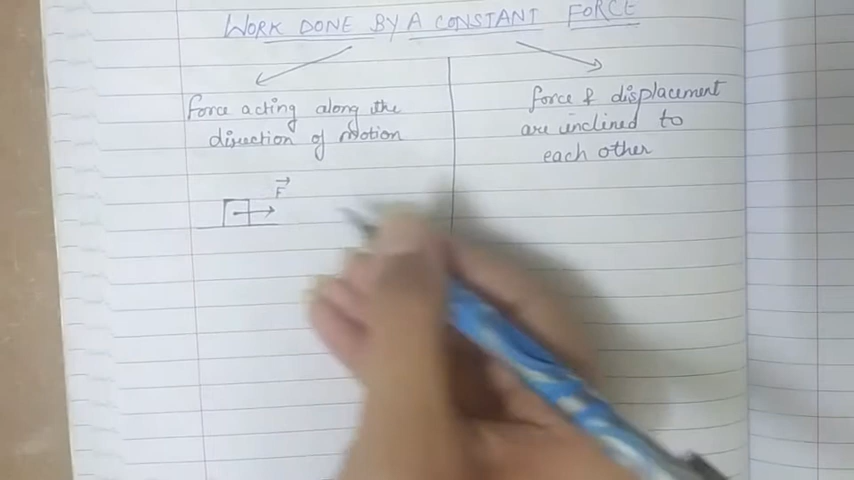 WORK DONE BY A CONSTANT FORCE
Force acting along the
direction of motion
F
force & displacement
are inclined to
each other